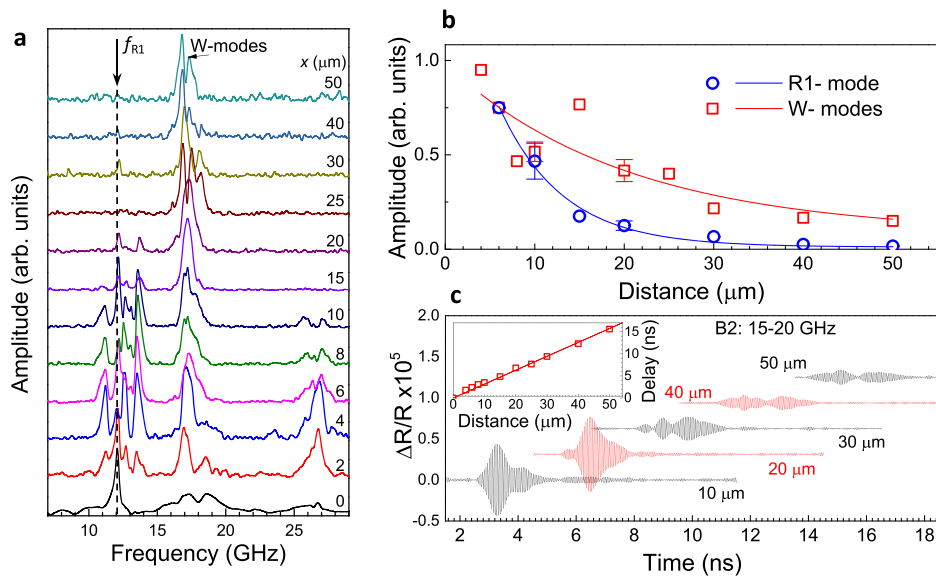 a
f R1
W-modes
x (μm)
50
40
30
25
20
15
10
8
6
4
2
0
Amplitude (arb. units)
10 15 20 25
Frequency (GHz)
b
1.0
0.5
0.0
Amplitude (arb. units)
R1- mode
W- modes
10 20 30 40 50
Distance (μm)
c
B2: 15-20 GHz
2.0
1.5
1.0
0.5
0.0
-0.5
ΔR/R x10⁵
15
10
5
0
Delay (ns)
0 10 20 30 40 50
Distance (μm)
50 μm
40 μm
30 μm
20 μm
10 μm
2 4 6 8 10 12 14 16 18
Time (ns)